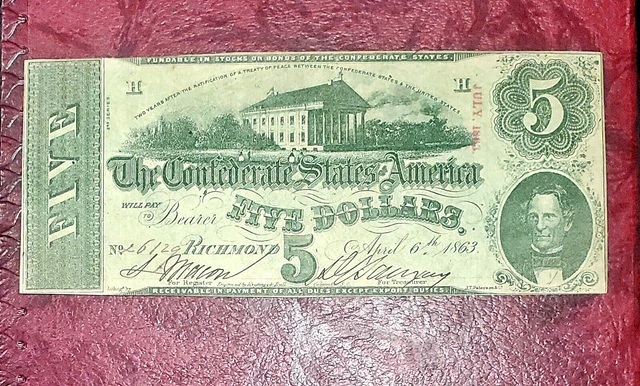 FUNDABLE IN STOCKS OR BONDS OF THE CONFEDERATE STATES.
TWO YEARS AFTER THE RATIFICATION OF A TREATY OF PEACE BETWEEN THE CONFEDERATE STATES & THE UNITED STATES
H H
JULY,
5
FIVE
The Confederate States of America
WILL PAY TO Bearer FIVE DOLLARS.
No. RICHMOND 5 April 6th 1863.
For Register For Treasurer
RECEIVABLE IN PAYMENT OF ALL DUES EXCEPT EXPORT DUTIES